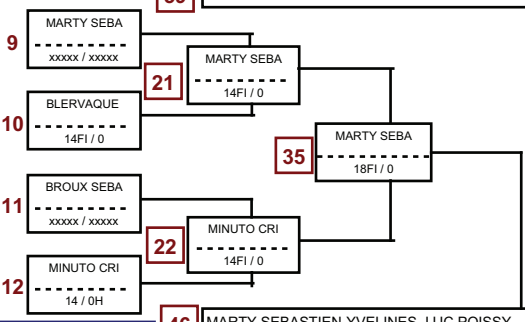 9
MARTY SEBA
xxxxx / xxxxx
21
MARTY SEBA
14FI / 0
10
BLERVAQUE
14FI / 0
35
MARTY SEBA
18FI / 0
11
BROUX SEBA
xxxxx / xxxxx
22
MINUTO CRI
14FI / 0
12
MINUTO CRI
14 / 0H
MARTY SEBASTIEN YVELINES LUC POISSY